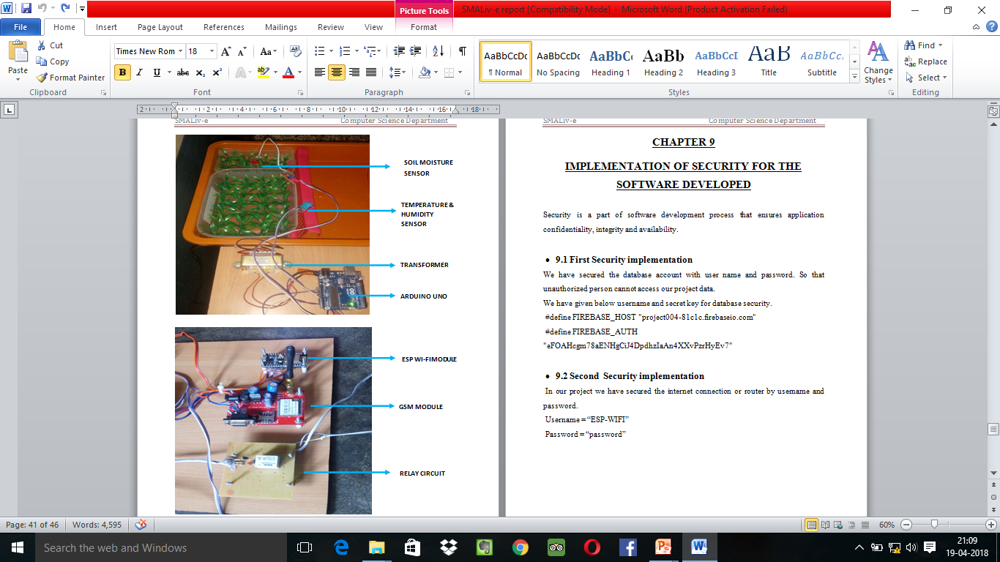 SMALiv-e report [Compatibility Mode] - Microsoft Word (Product Activation Failed)
Picture Tools
File Home Insert Page Layout References Mailings Review View Format
Paste
Cut
Copy
Format Painter
Clipboard
Times New Rom 18
Font
Paragraph
AaBbCcDc AaBbCcDc AaBbCc AaBb AaBbCcI AaB AaBbCc
¶ Normal No Spacing Heading 1 Heading 2 Heading 3 Title Subtitle
Styles
Change
Styles
Find
Replace
Select
Editing
2 2 4 6 8 10 12 14 16 18
SMALiv-e Computer Science Department
SOIL MOISTURE
SENSOR
TEMPERATURE &
HUMIDITY
SENSOR
TRANSFORMER
ARDUINO UNO
ESP WI-FIMODULE
GSM MODULE
RELAY CIRCUIT
SMALiv-e Computer Science Department
CHAPTER 9
IMPLEMENTATION OF SECURITY FOR THE
SOFTWARE DEVELOPED
Security is a part of software development process that ensures application
confidentiality, integrity and availability.
• 9.1 First Security implementation
We have secured the database account with user name and password. So that
unauthorized person cannot access our project data.
We have given below username and secret key for database security.
#define FIREBASE_HOST "project004-81c1c.firebaseio.com"
#define FIREBASE_AUTH
"eFOAHcgm78aENHgCiJ4DpdhzIaAn4XXvPzrHyEv7"
• 9.2 Second Security implementation
In our project we have secured the internet connection or router by username and
password.
Username = “ESP-WIFI”
Password = “password”
Page: 41 of 46 Words: 4,595 60%
Search the web and Windows
21:09
19-04-2018